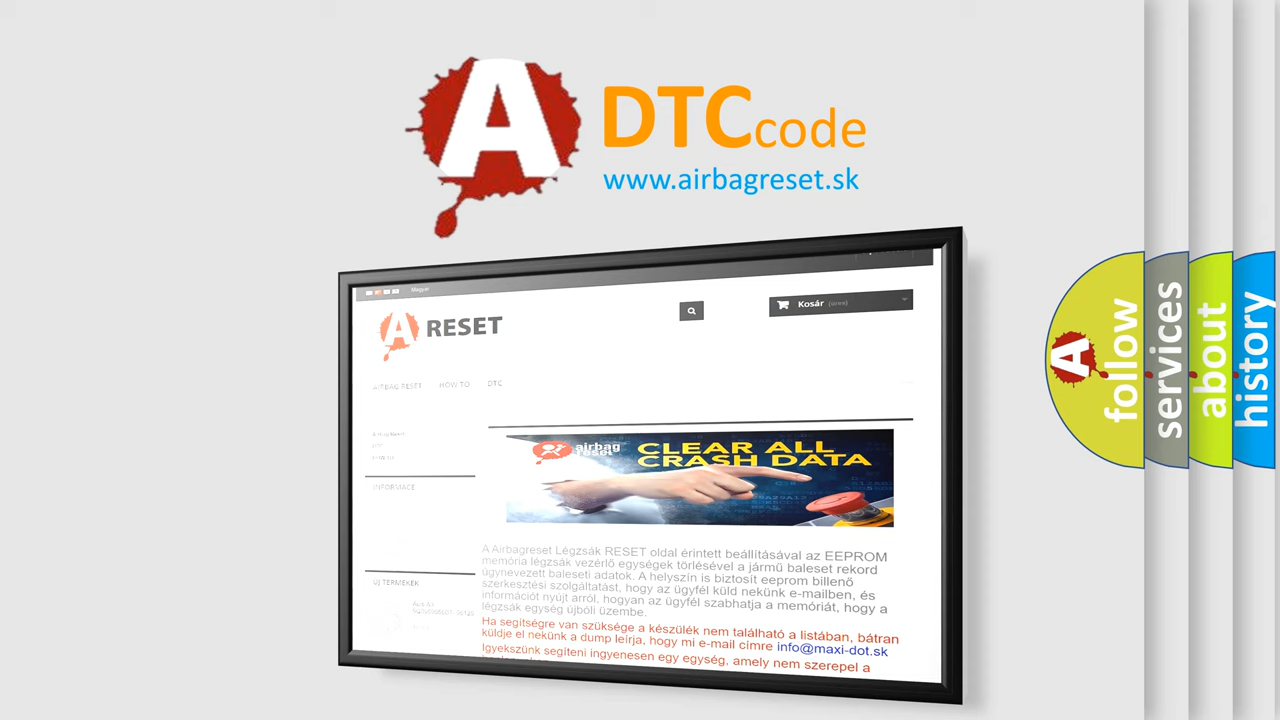 A DTC code
www.airbagreset.sk
Magyar
A RESET
Kosár (üres)
AIRBAG RESET HOW TO DTC
INFORMACE
ÚJ TERMÉKEK
airbag
reset
CLEAR ALL
CRASH DATA
A Airbagreset Légzsák RESET oldal érintett beállításával az EEPROM
memória légzsák vezérlő egységek törlésével a jármű baleset rekord
úgynevezett baleseti adatok. A helyszín is biztosít eeprom billenő
szerkesztési szolgáltatást, hogy az ügyfél küld nekünk e-mailben, és
információt nyújt arról, hogyan az ügyfél szabhatja a memóriát, hogy a
légzsák egység újbóli üzembe.
Ha segítségre van szüksége a készülék nem található a listában, bátran
küldje el nekünk a dump leírja, hogy mi e-mail címre info@maxi-dot.sk
Igyekszünk segíteni ingyenesen egy egység, amely nem szerepel a
A
follow
services
about
history